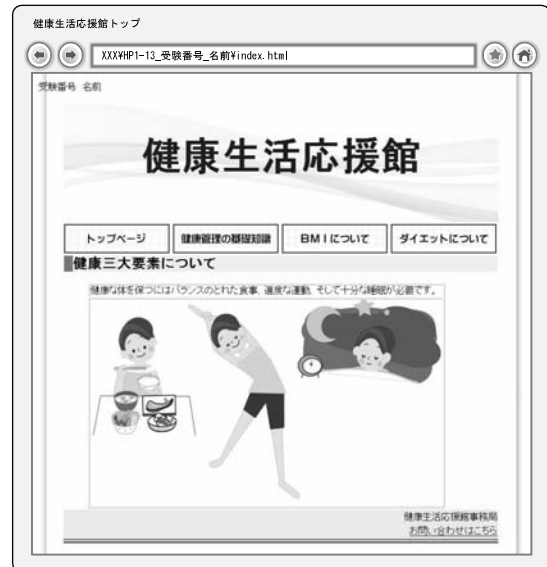 健康生活応援館トップ
XXX¥HP1-13_受験番号_名前¥index.html
受験番号 名前
健康生活応援館
トップページ 健康管理の基礎知識 BMIについて ダイエットについて
健康三大要素について
健康な体を保つにはバランスのとれた食事、適度な運動、そして十分な睡眠が必要です。
健康生活応援館事務局
お問い合わせはこちら